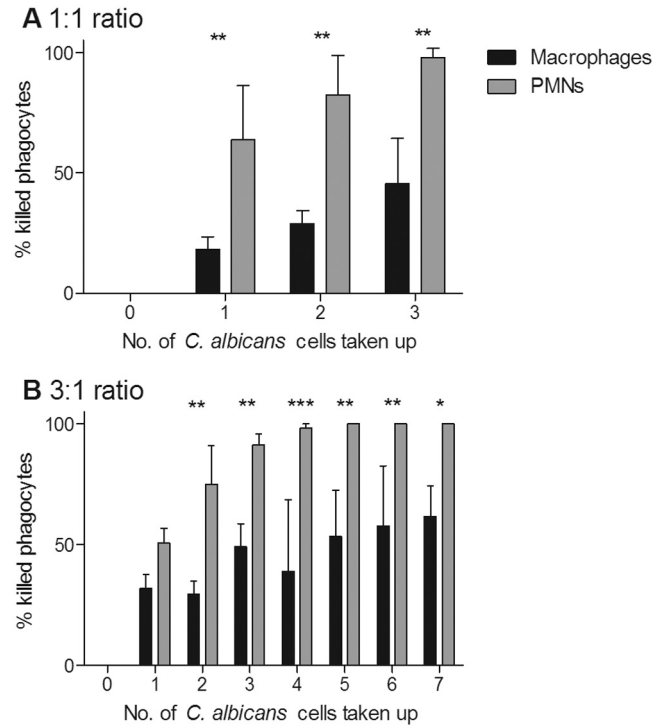 A 1:1 ratio
** ** **
Macrophages
PMNs
100
50
0
% killed phagocytes
0 1 2 3
No. of C. albicans cells taken up
B 3:1 ratio
** ** *** ** ** *
100
50
0
% killed phagocytes
0 1 2 3 4 5 6 7
No. of C. albicans cells taken up